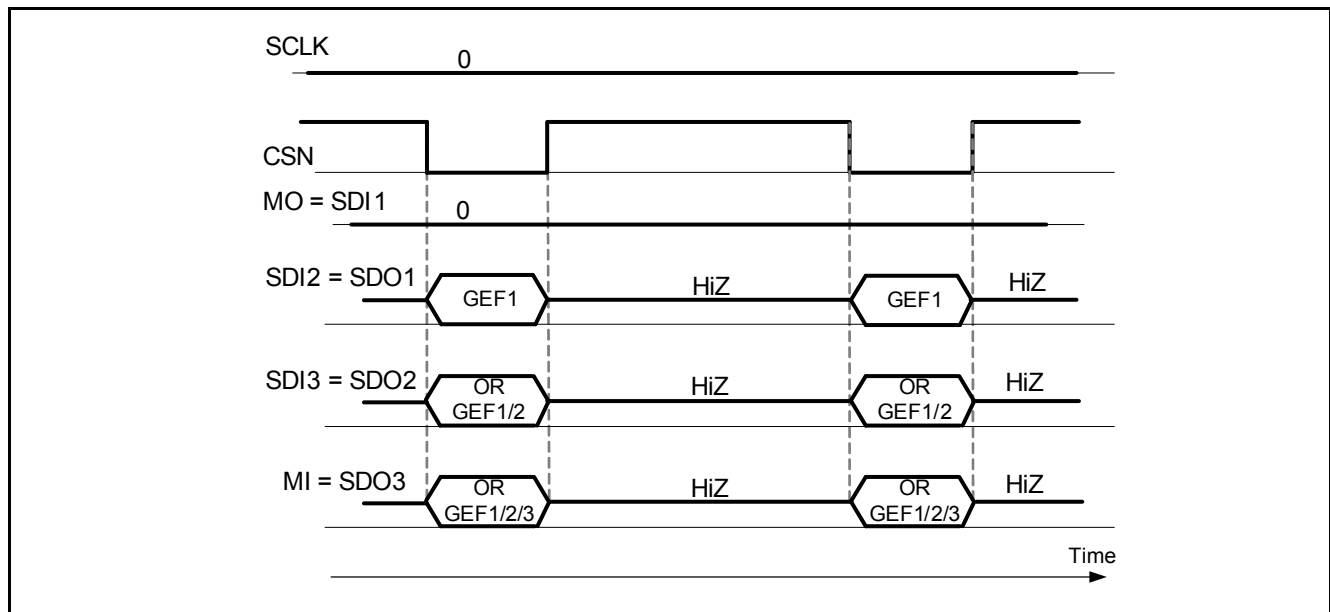 SCLK
0
CSN
MO = SDI1
0
SDI2 = SDO1
GEF1
HiZ
GEF1
HiZ
SDI3 = SDO2
OR
GEF1/2
HiZ
OR
GEF1/2
HiZ
MI = SDO3
OR
GEF1/2/3
HiZ
OR
GEF1/2/3
HiZ
Time